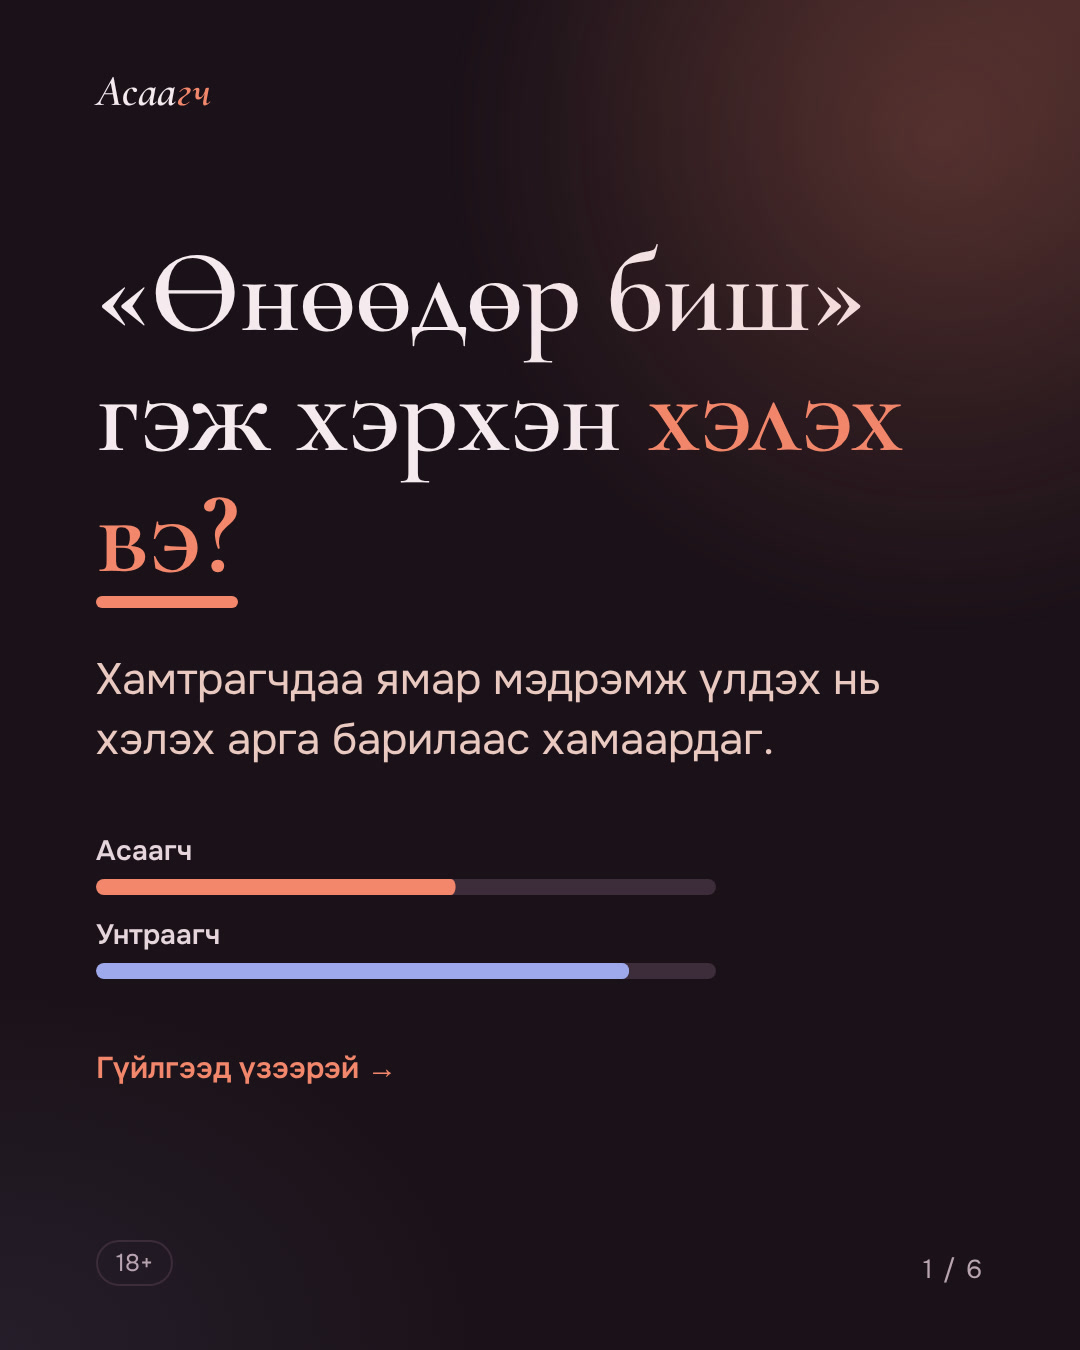 Асаагч
«Өнөөдөр биш»
гэж хэрхэн хэлэх
вэ?
Хамтрагчдаа ямар мэдрэмж үлдэх нь
хэлэх арга барилаас хамаардаг.
Асаагч
Унтраагч
Гүйлгээд үзээрэй →
18+
1 / 6